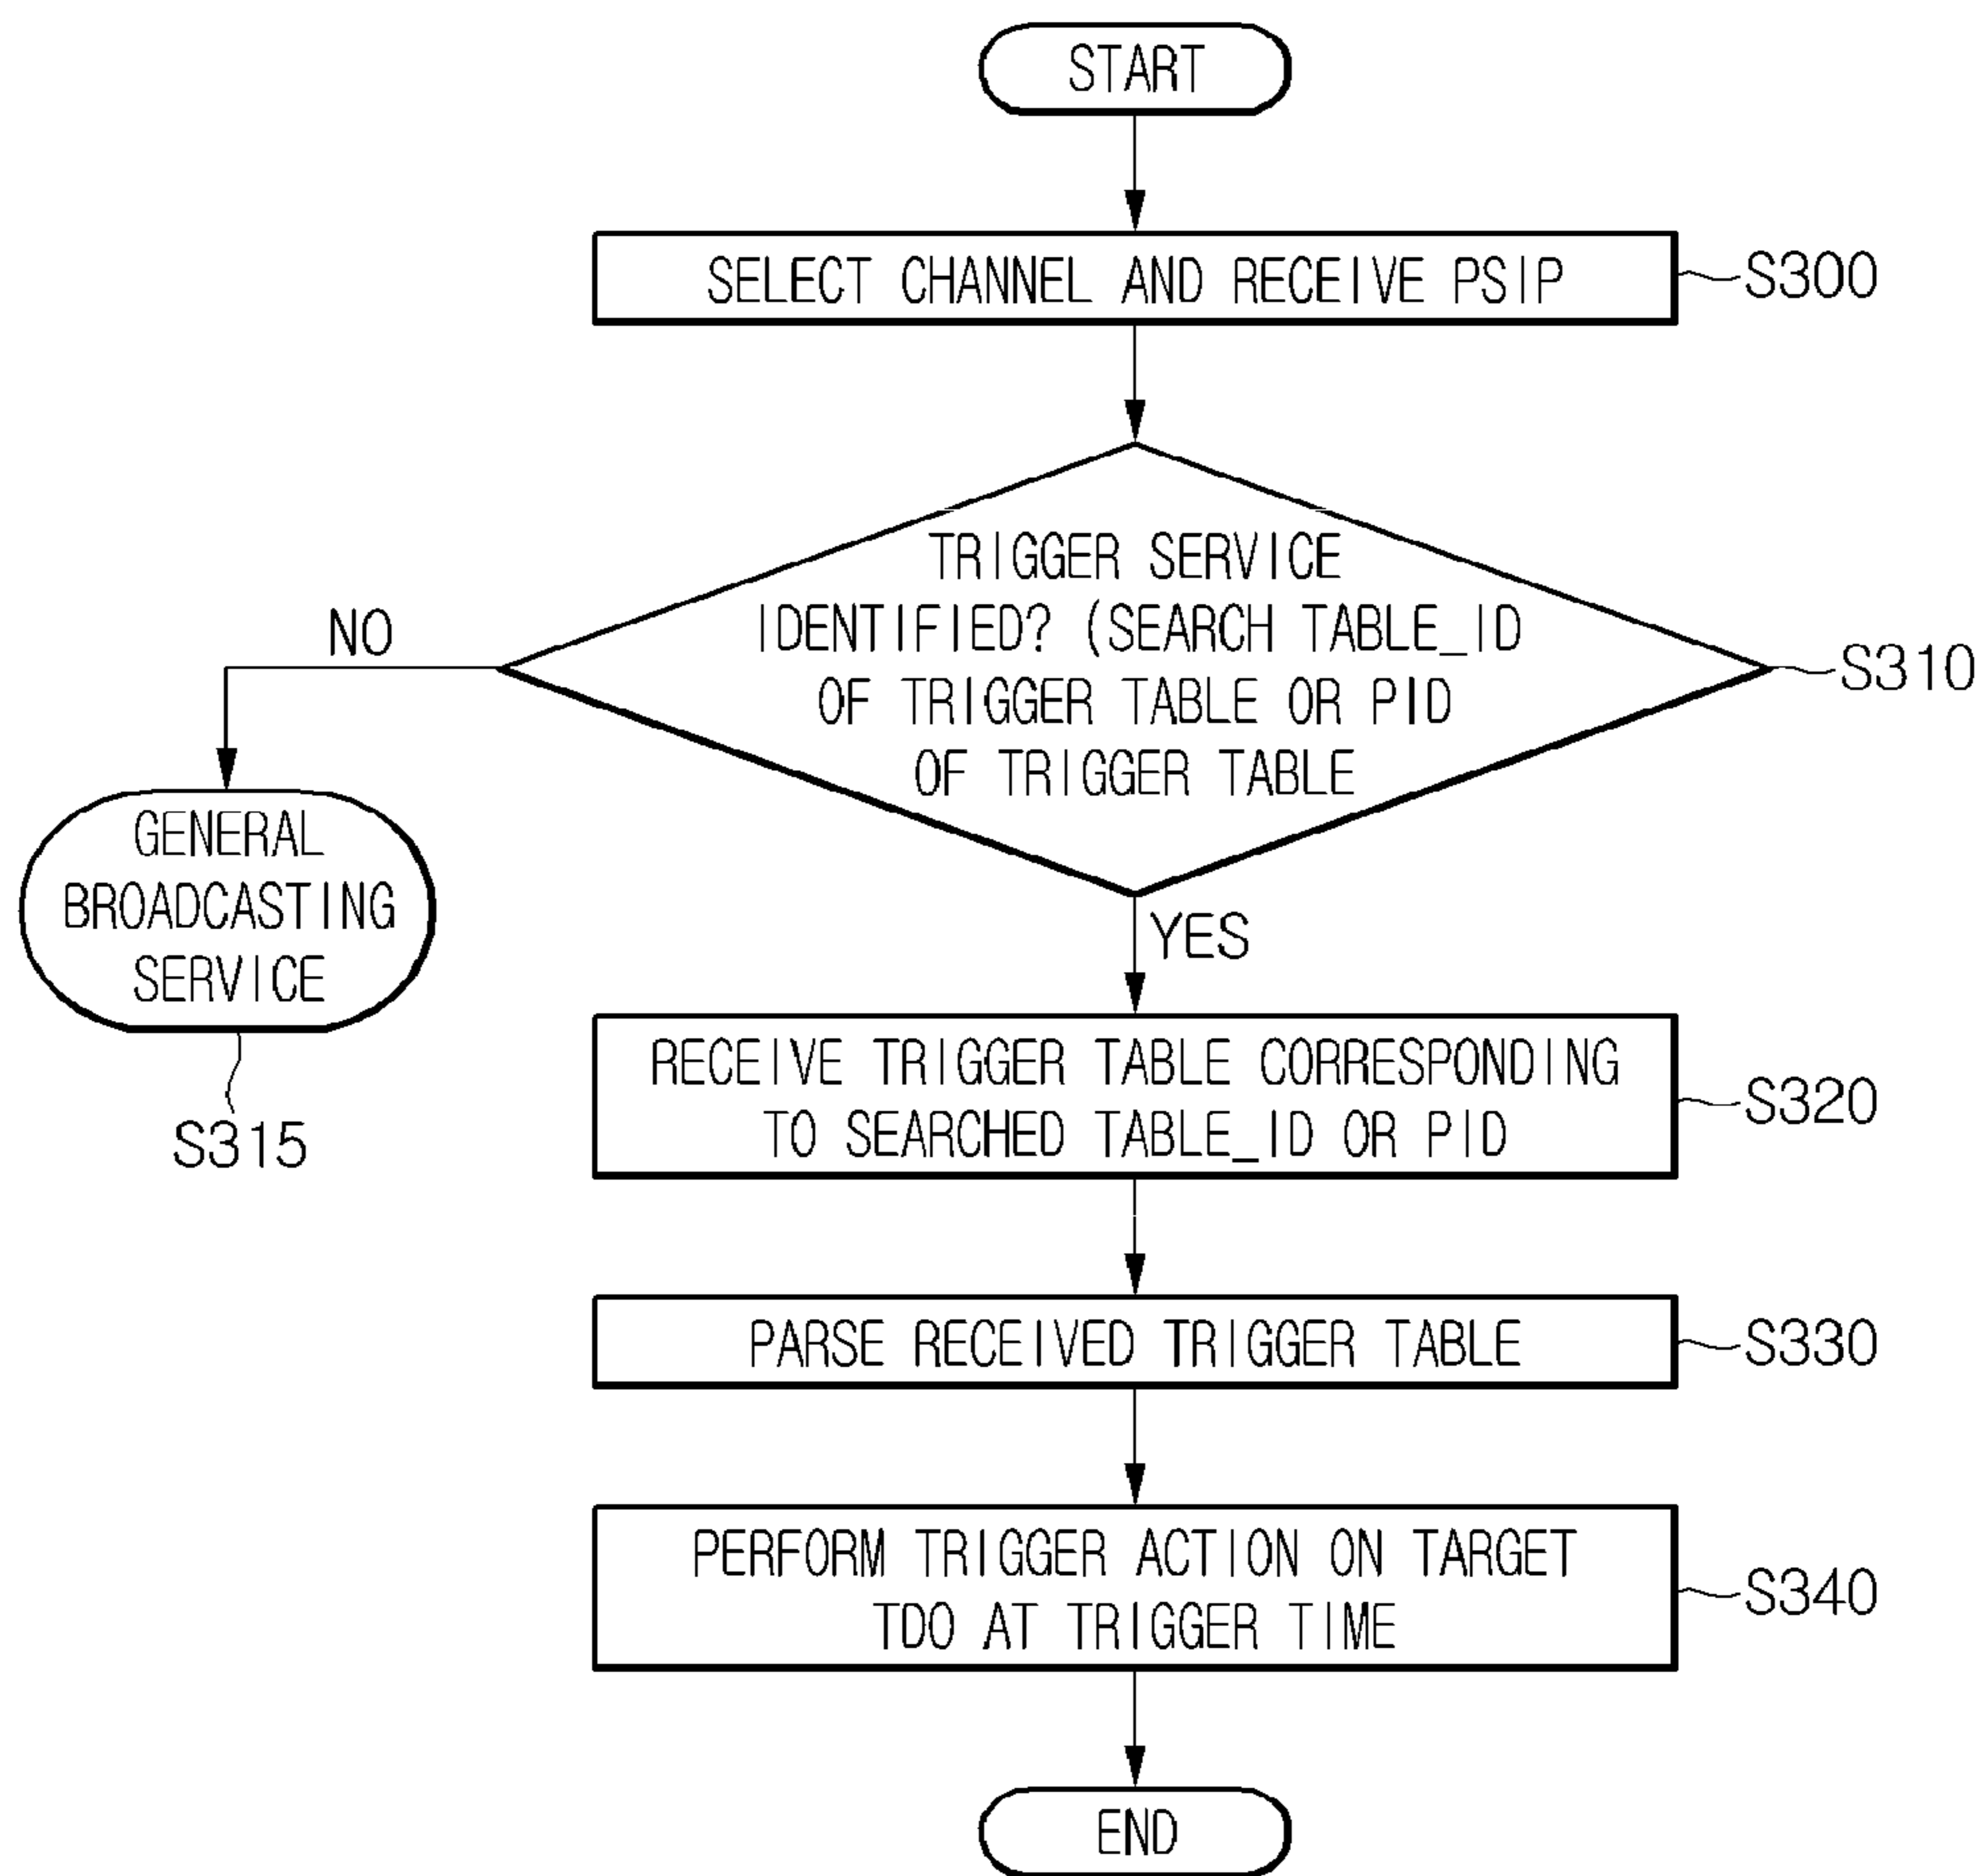 START
SELECT CHANNEL AND RECEIVE PSIP
S300
TRIGGER SERVICE
IDENTIFIED? (SEARCH TABLE_ID
OF TRIGGER TABLE OR PID
OF TRIGGER TABLE
S310
NO
GENERAL
BROADCASTING
SERVICE
S315
YES
RECEIVE TRIGGER TABLE CORRESPONDING
TO SEARCHED TABLE_ID OR PID
S320
PARSE RECEIVED TRIGGER TABLE
S330
PERFORM TRIGGER ACTION ON TARGET
TDO AT TRIGGER TIME
S340
END